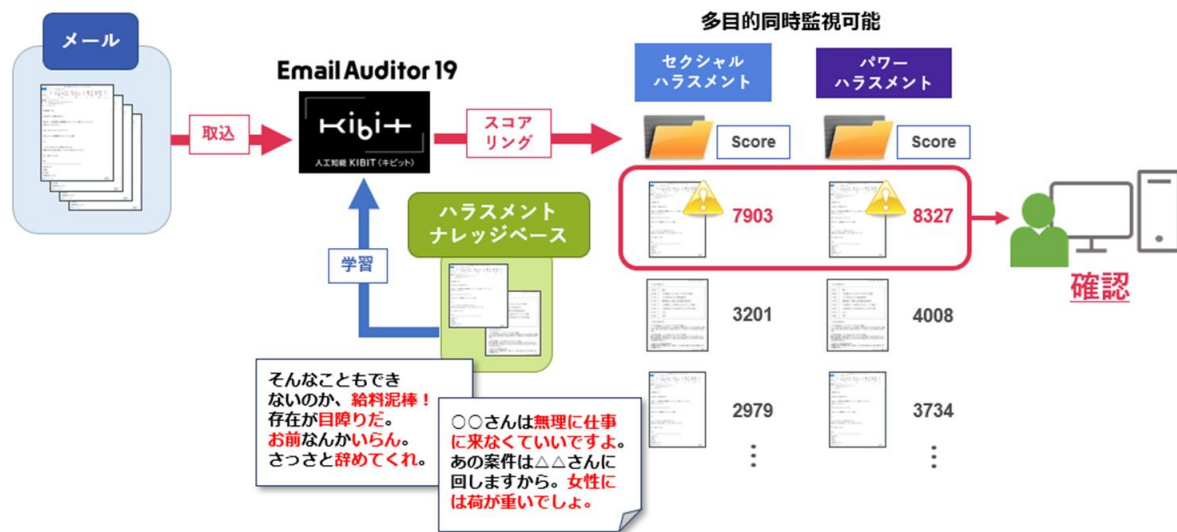 メール
取込
Email Auditor 19
KIBIT
人工知能 KIBIT（キビット）
スコア
リング
学習
ハラスメント
ナレッジベース
そんなこともでき
ないのか、給料泥棒！
存在が目障りだ。
お前なんかいらん。
さっさと辞めてくれ。
○○さんは無理に仕事
に来なくていいですよ。
あの案件は△△さんに
回しますから。女性に
は荷が重いでしょ。
多目的同時監視可能
セクシャル
ハラスメント
パワー
ハラスメント
Score
Score
7903
8327
3201
4008
2979
3734
確認